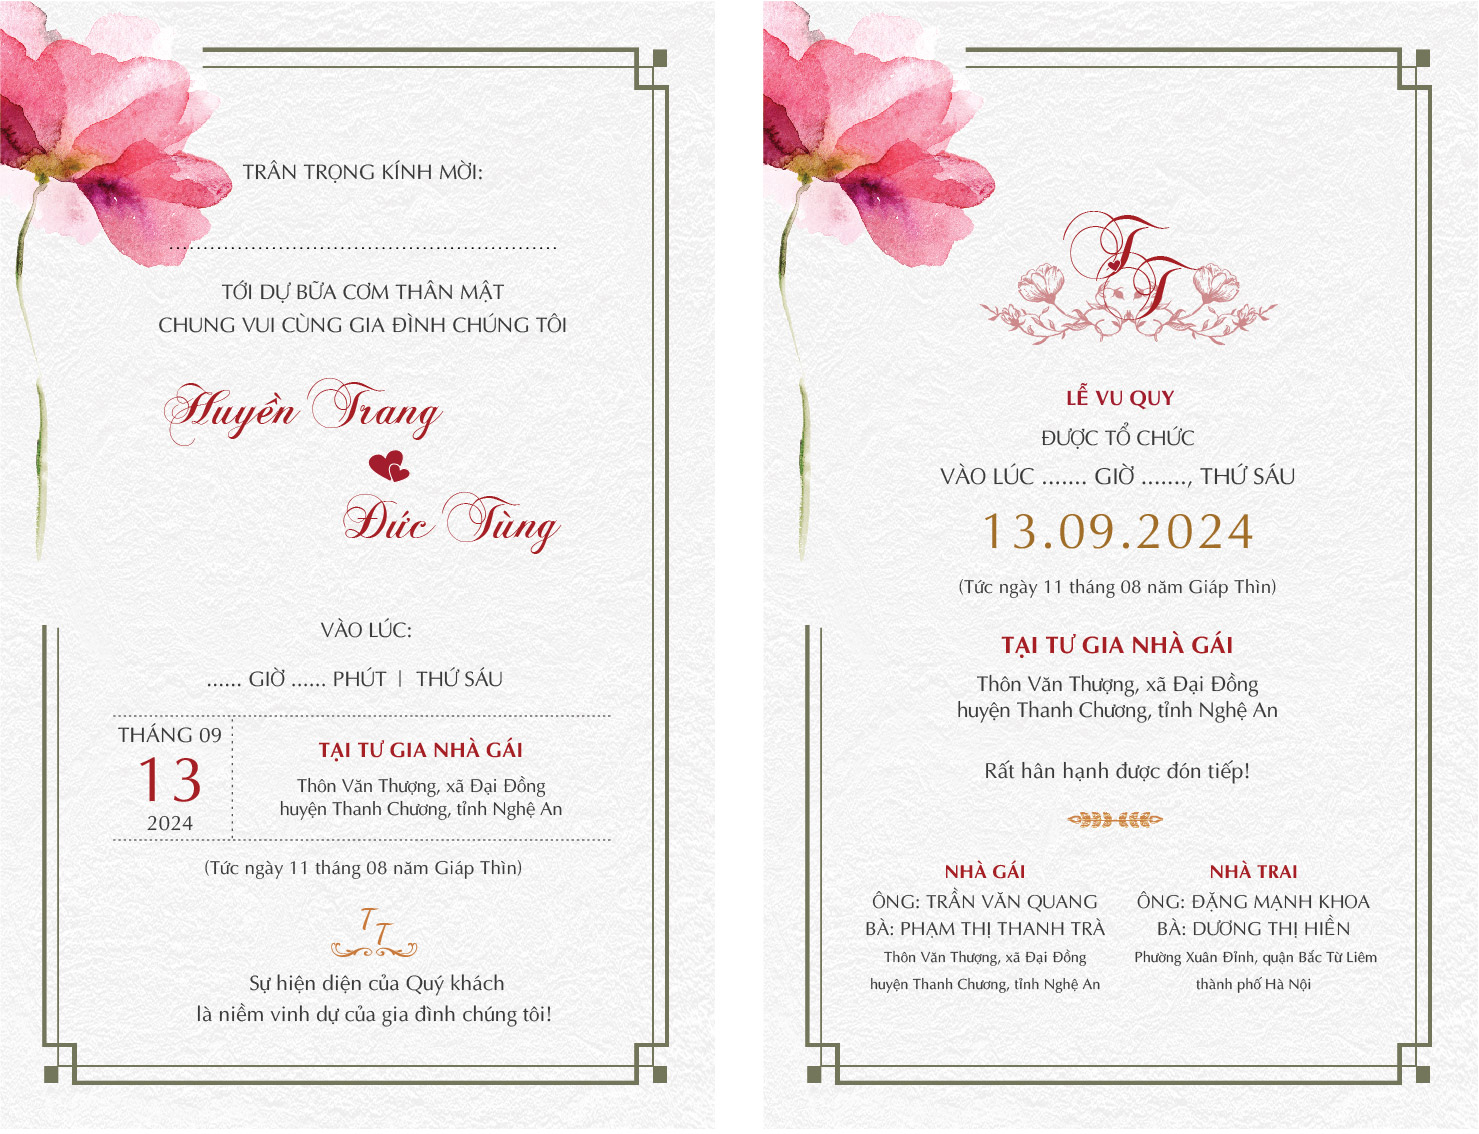 TRÂN TRỌNG KÍNH MỜI:
........................................................
TỚI DỰ BỮA CƠM THÂN MẬT
CHUNG VUI CÙNG GIA ĐÌNH CHÚNG TÔI
Huyền Trang
Đức Tùng
VÀO LÚC:
...... GIỜ ...... PHÚT | THỨ SÁU
THÁNG 09
13
2024
TẠI TƯ GIA NHÀ GÁI
Thôn Văn Thượng, xã Đại Đồng
huyện Thanh Chương, tỉnh Nghệ An
(Tức ngày 11 tháng 08 năm Giáp Thìn)
T
T
Sự hiện diện của Quý khách
là niềm vinh dự của gia đình chúng tôi!
T
T
LỄ VU QUY
ĐƯỢC TỔ CHỨC
VÀO LÚC ....... GIỜ ......., THỨ SÁU
13.09.2024
(Tức ngày 11 tháng 08 năm Giáp Thìn)
TẠI TƯ GIA NHÀ GÁI
Thôn Văn Thượng, xã Đại Đồng
huyện Thanh Chương, tỉnh Nghệ An
Rất hân hạnh được đón tiếp!
NHÀ GÁI
ÔNG: TRẦN VĂN QUANG
BÀ: PHẠM THỊ THANH TRÀ
Thôn Văn Thượng, xã Đại Đồng
huyện Thanh Chương, tỉnh Nghệ An
NHÀ TRAI
ÔNG: ĐẶNG MẠNH KHOA
BÀ: DƯƠNG THỊ HIỀN
Phường Xuân Đỉnh, quận Bắc Từ Liêm
thành phố Hà Nội